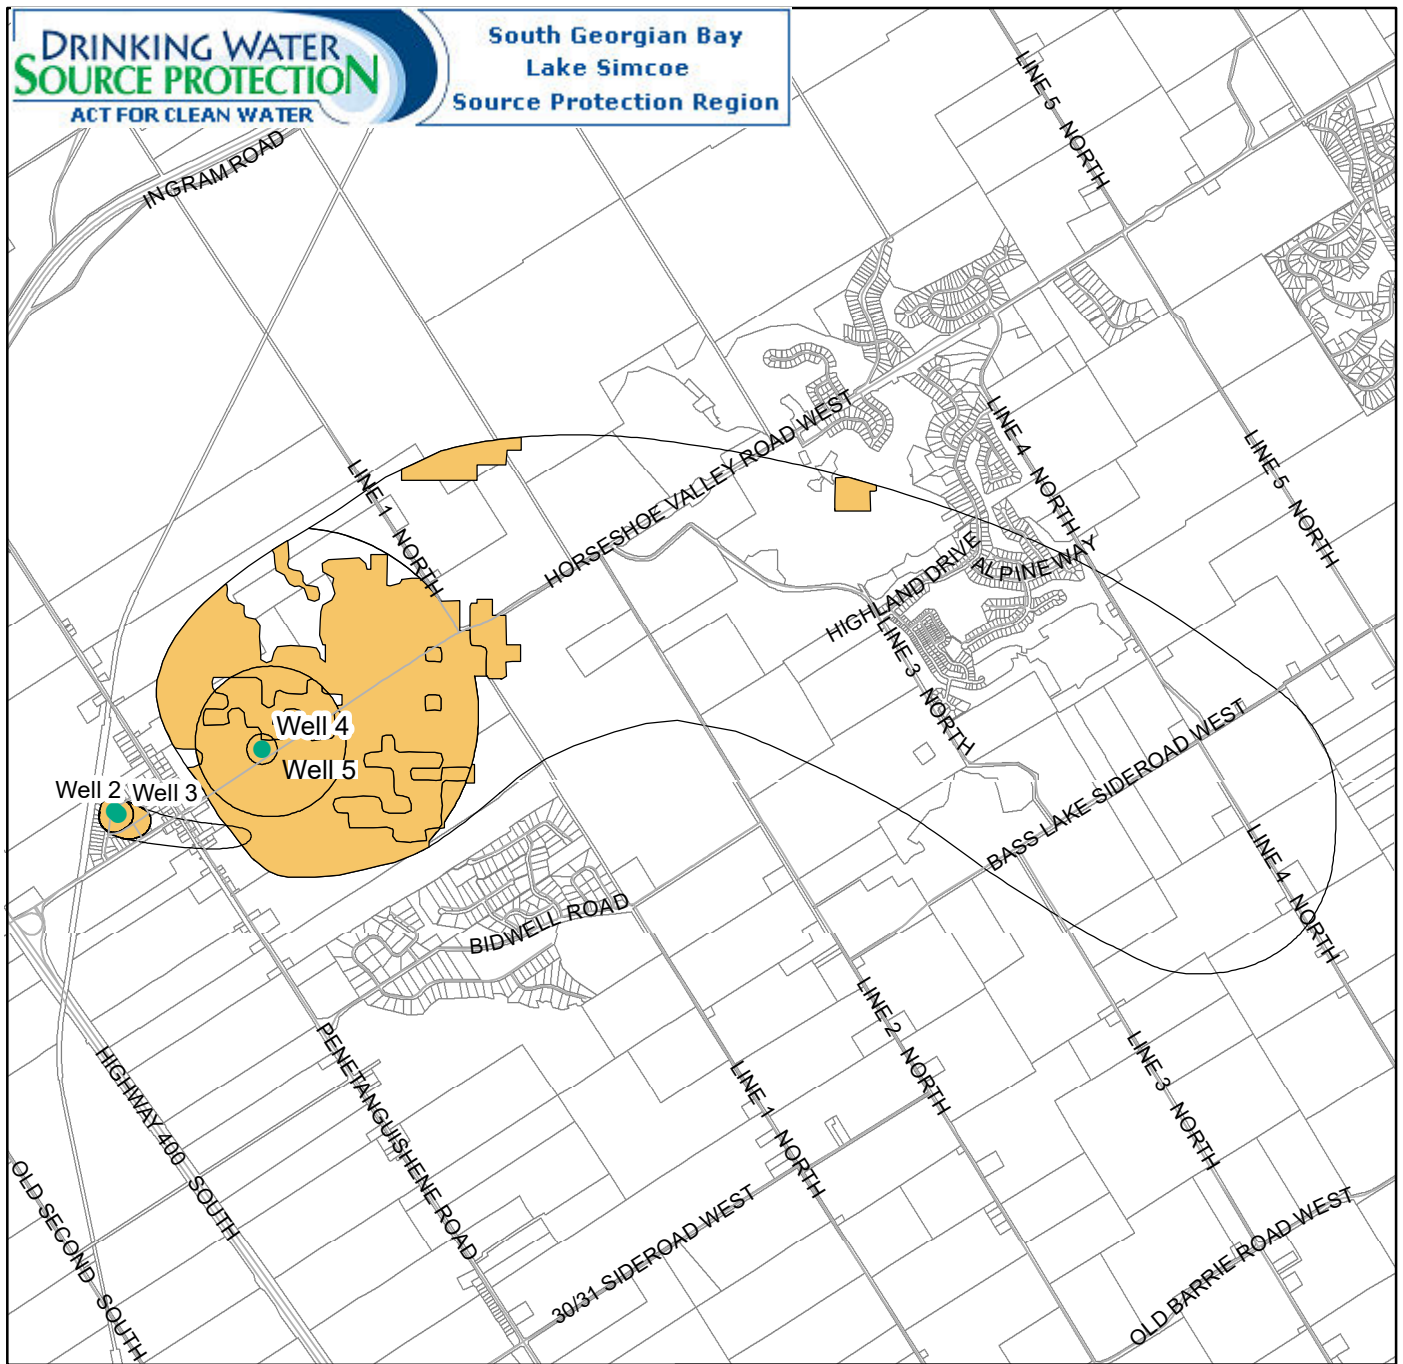 DRINKING WATER
SOURCE PROTECTION
ACT FOR CLEAN WATER
South Georgian Bay
Lake Simcoe
Source Protection Region
INGRAM ROAD
LINE 5 NORTH
LINE 1 NORTH
HORSESHOE VALLEY ROAD WEST
LINE 4 NORTH
LINE 5 NORTH
HIGHLAND DRIVE
ALPINE WAY
LINE 3 NORTH
Well 4
Well 5
Well 2
Well 3
BASS LAKE SIDEROAD WEST
LINE 4 NORTH
BIDWELL ROAD
LINE 2 NORTH
HIGHWAY 400 SOUTH
PENETANGUISHENE ROAD
LINE 1 NORTH
LINE 3 NORTH
OLD SECOND SOUTH
30/31 SIDEROAD WEST
OLD BARRIE ROAD WEST